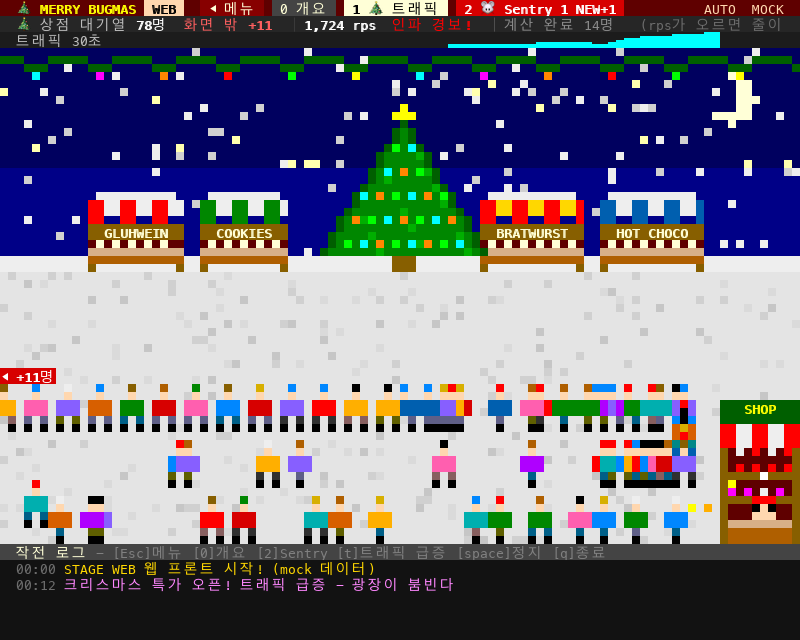 🎄 MERRY BUGMAS WEB ◀ 메뉴 0 개요 1 🎄 트래픽 2 🐭 Sentry 1 NEW+1 AUTO MOCK
🎄 상점 대기열 78명 화면 밖 +11 | 1,724 rps 인파 경보! | 계산 완료 14명 (rps가 오르면 줄이
트래픽 30초
GLUHWEIN COOKIES BRATWURST HOT CHOCO
◀ +11명
SHOP
작전 로그 — [Esc]메뉴 [0]개요 [2]Sentry [t]트래픽 급증 [space]정지 [q]종료
00:00 STAGE WEB 웹 프론트 시작! (mock 데이터)
00:12 크리스마스 특가 오픈! 트래픽 급증 — 광장이 붐빈다